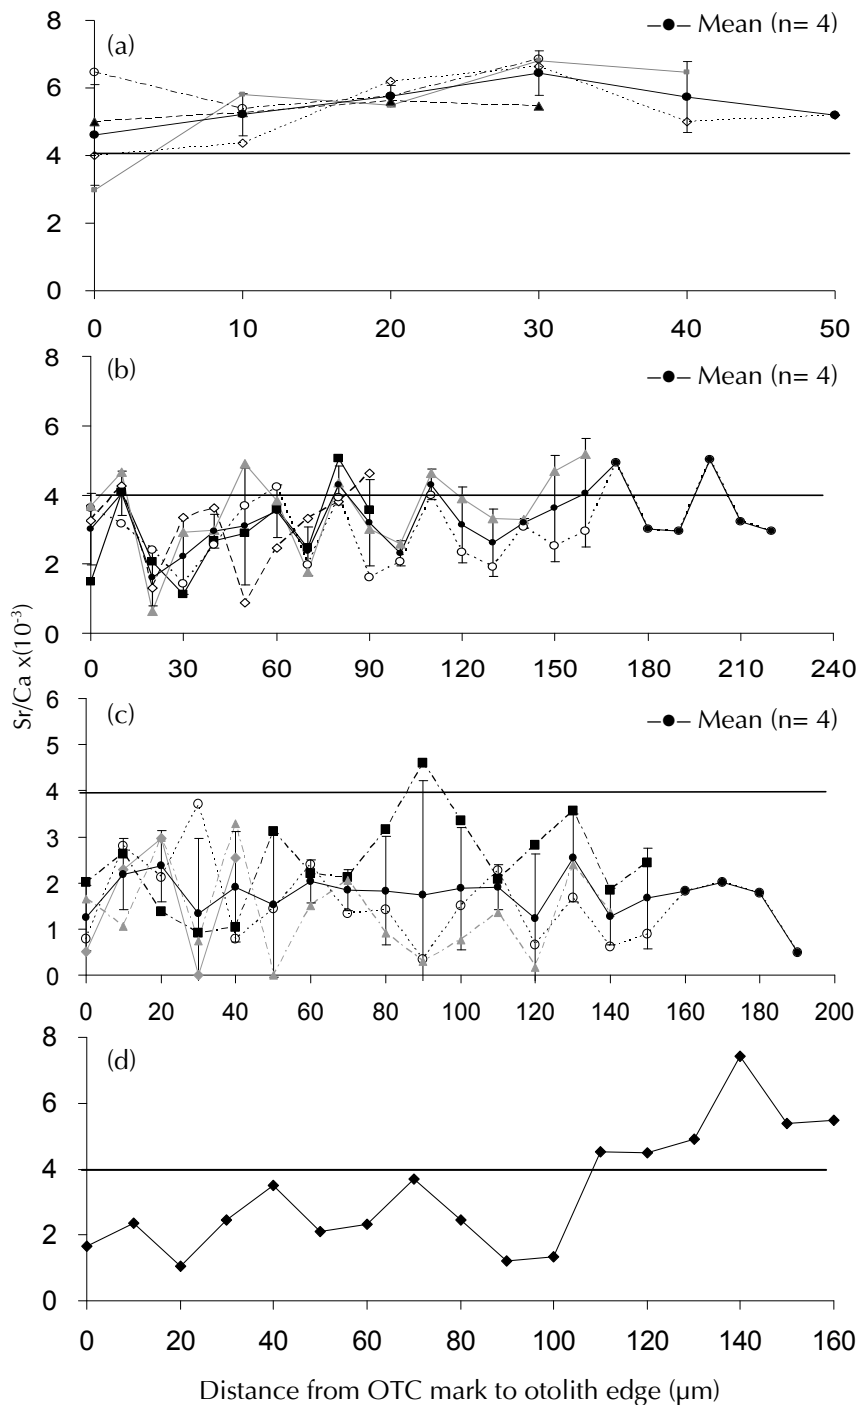 8
(a)
Mean (n= 4)
6
4
2
0
0 10 20 30 40 50
8
(b)
Mean (n= 4)
6
4
2
0
0 30 60 90 120 150 180 210 240
Sr/Ca x(10⁻³)
6
(c)
Mean (n= 4)
5
4
3
2
1
0
0 20 40 60 80 100 120 140 160 180 200
8
(d)
6
4
2
0
0 20 40 60 80 100 120 140 160
Distance from OTC mark to otolith edge (µm)